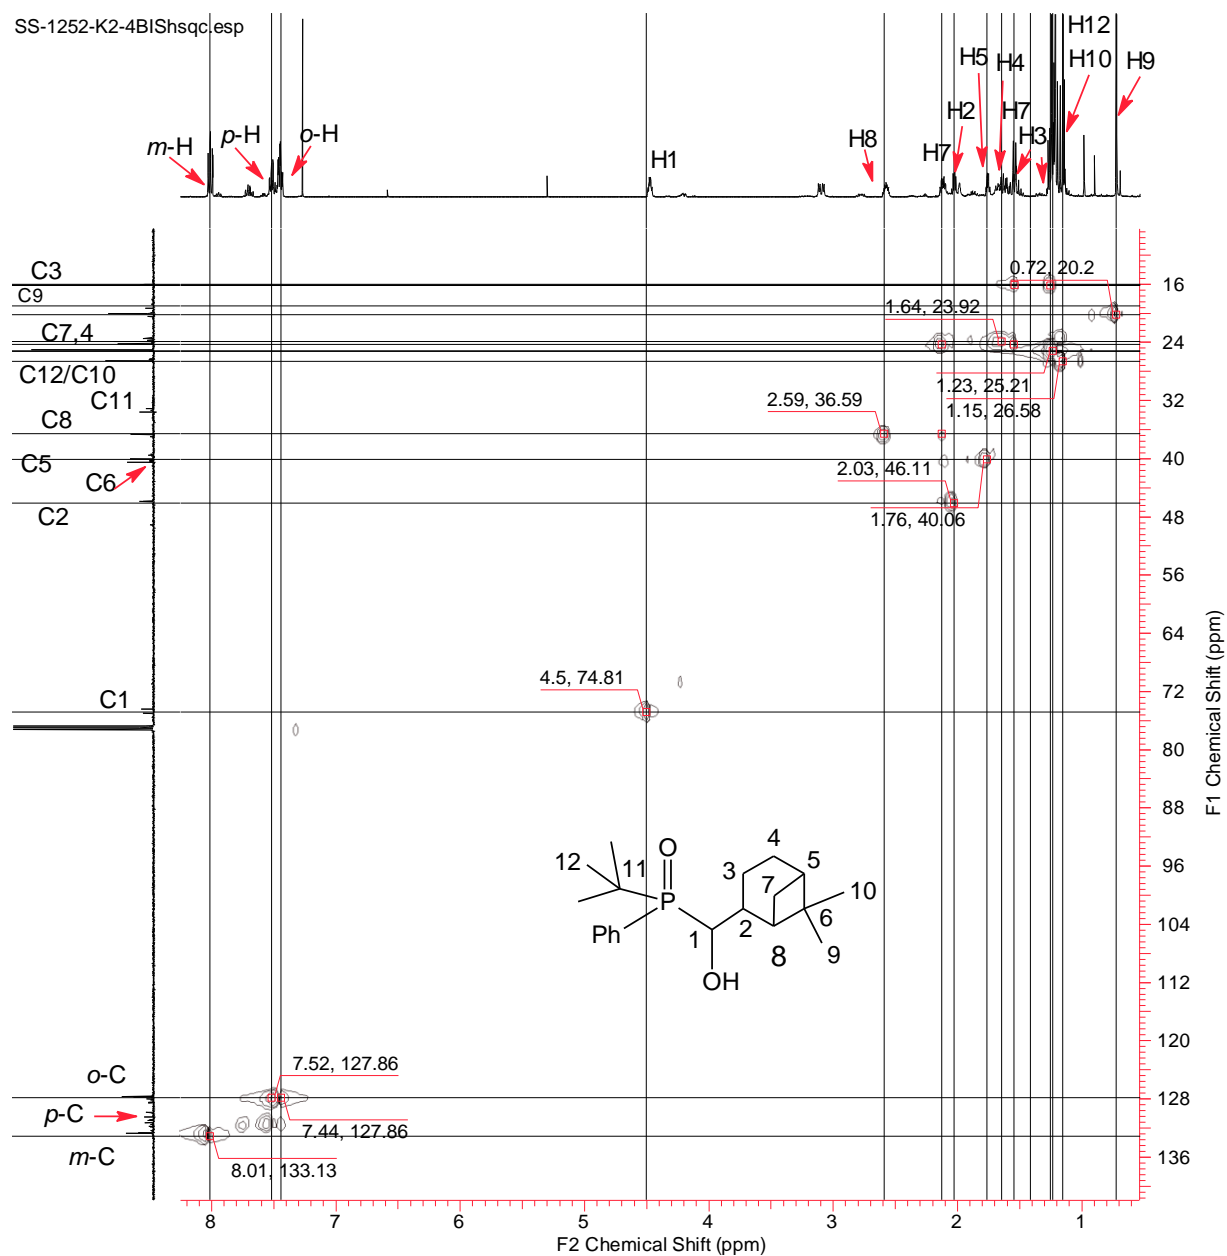 SS-1252-K2-4BIShsqc.esp
m-H
p-H
o-H
H1
H8
H7
H2
H5
H4
H7
H3
H12
H10
H9
C3
C9
C7,4
C12/C10
C11
C8
C5
C6
C2
C1
o-C
p-C
m-C
0.72, 20.2
1.64, 23.92
1.23, 25.21
1.15, 26.58
2.59, 36.59
2.03, 46.11
1.76, 40.06
4.5, 74.81
7.52, 127.86
7.44, 127.86
8.01, 133.13
O
12
11
P
Ph
1
OH
2
3
4
5
7
6
8
9
10
16
24
32
40
48
56
64
72
80
88
96
104
112
120
128
136
F1 Chemical Shift (ppm)
8 7 6 5 4 3 2 1
F2 Chemical Shift (ppm)